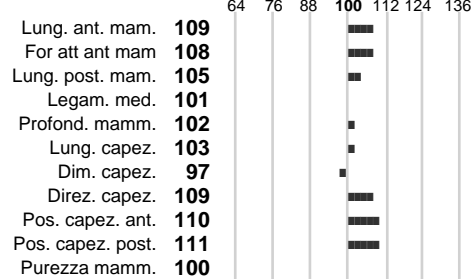 64 76 88 100 112 124 136
Lung. ant. mam. 109
For att ant mam 108
Lung. post. mam. 105
Legam. med. 101
Profond. mamm. 102
Lung. capez. 103
Dim. capez. 97
Direz. capez. 109
Pos. capez. ant. 110
Pos. capez. post. 111
Purezza mamm. 100